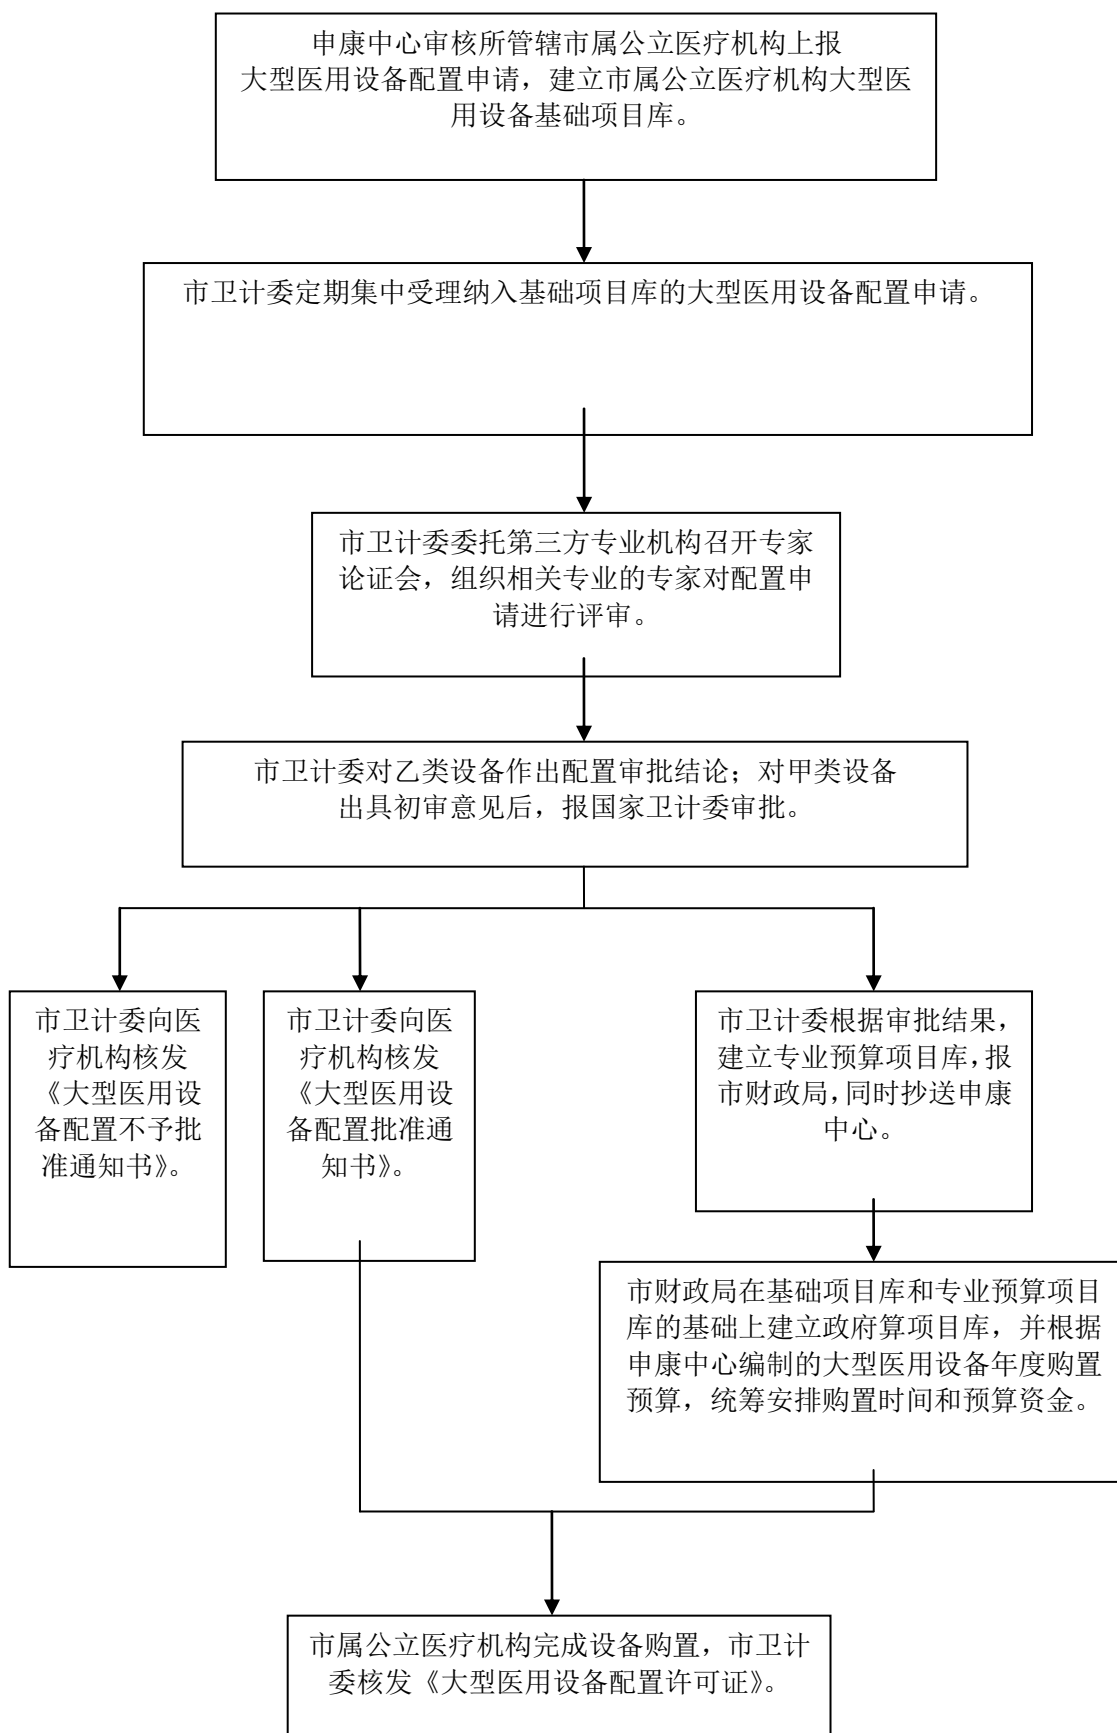 申康中心审核所管辖市属公立医疗机构上报
大型医用设备配置申请，建立市属公立医疗机构大型医
用设备基础项目库。
市卫计委定期集中受理纳入基础项目库的大型医用设备配置申请。
市卫计委委托第三方专业机构召开专家
论证会，组织相关专业的专家对配置申
请进行评审。
市卫计委对乙类设备作出配置审批结论；对甲类设备
出具初审意见后，报国家卫计委审批。
市卫计委向医
疗机构核发
《大型医用设
备配置不予批
准通知书》。
市卫计委向医
疗机构核发
《大型医用设
备配置批准通
知书》。
市卫计委根据审批结果，
建立专业预算项目库，报
市财政局，同时抄送申康
中心。
市财政局在基础项目库和专业预算项目
库的基础上建立政府算项目库，并根据
申康中心编制的大型医用设备年度购置
预算，统筹安排购置时间和预算资金。
市属公立医疗机构完成设备购置，市卫计
委核发《大型医用设备配置许可证》。